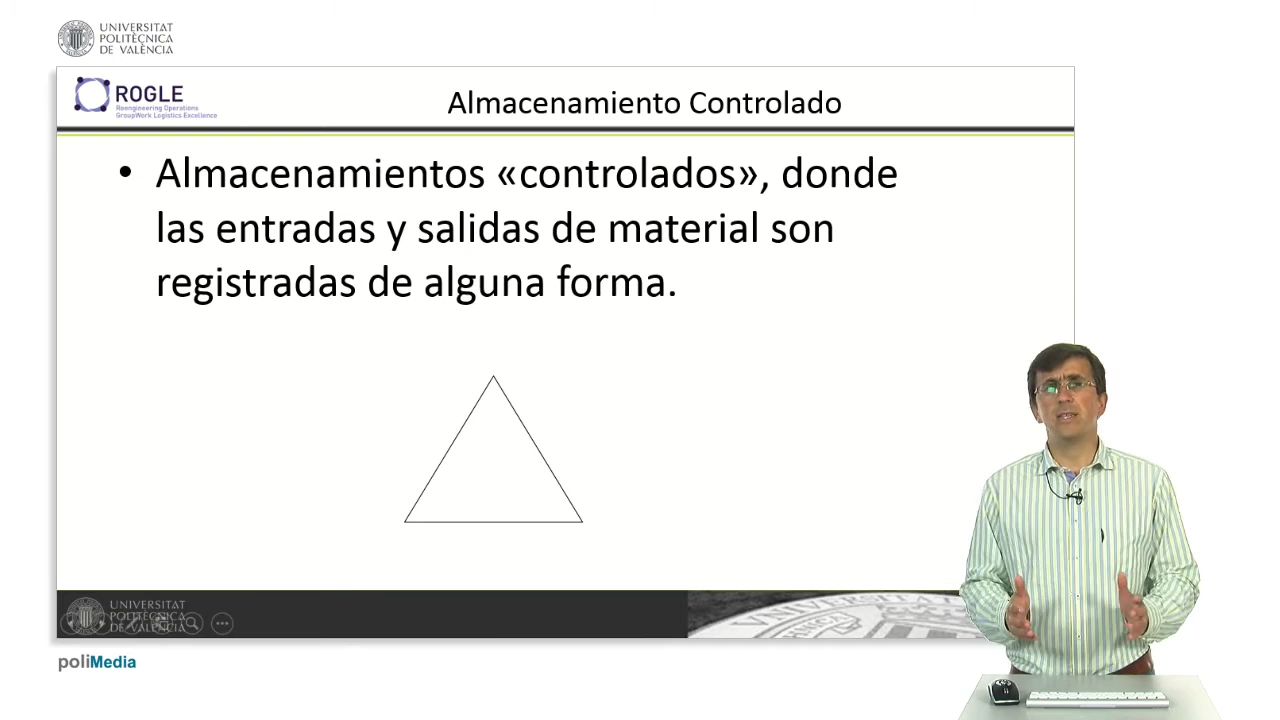 UNIVERSITAT
POLITÈCNICA
DE VALÈNCIA
ROGLE
Reengineering Operations
GroupWork Logistics Excellence
Almacenamiento Controlado
• Almacenamientos «controlados», donde
las entradas y salidas de material son
registradas de alguna forma.
UNIVERSITAT
POLITÈCNICA
DE VALÈNCIA
poliMedia